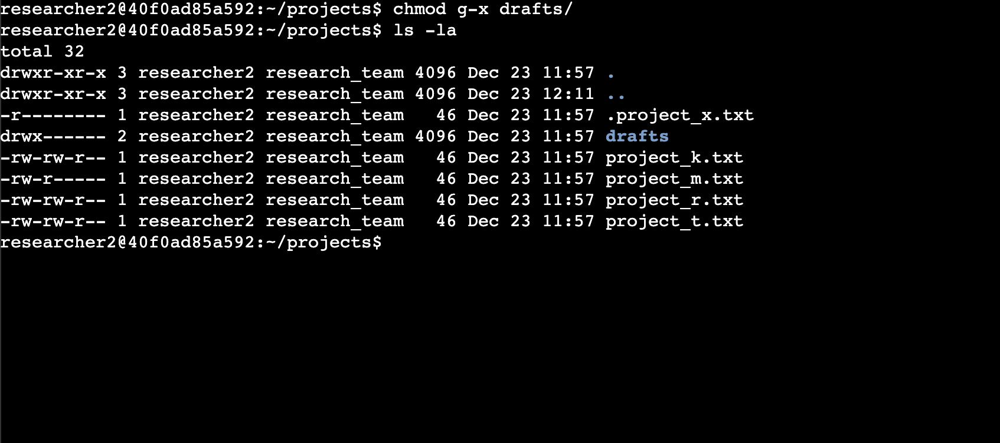 researcher2@40f0ad85a592:~/projects$ chmod g-x drafts/
researcher2@40f0ad85a592:~/projects$ ls -la
total 32
drwxr-xr-x 3 researcher2 research_team 4096 Dec 23 11:57 .
drwxr-xr-x 3 researcher2 research_team 4096 Dec 23 12:11 ..
-r-------- 1 researcher2 research_team   46 Dec 23 11:57 .project_x.txt
drwx------ 2 researcher2 research_team 4096 Dec 23 11:57 drafts
-rw-rw-r-- 1 researcher2 research_team   46 Dec 23 11:57 project_k.txt
-rw-r----- 1 researcher2 research_team   46 Dec 23 11:57 project_m.txt
-rw-rw-r-- 1 researcher2 research_team   46 Dec 23 11:57 project_r.txt
-rw-rw-r-- 1 researcher2 research_team   46 Dec 23 11:57 project_t.txt
researcher2@40f0ad85a592:~/projects$